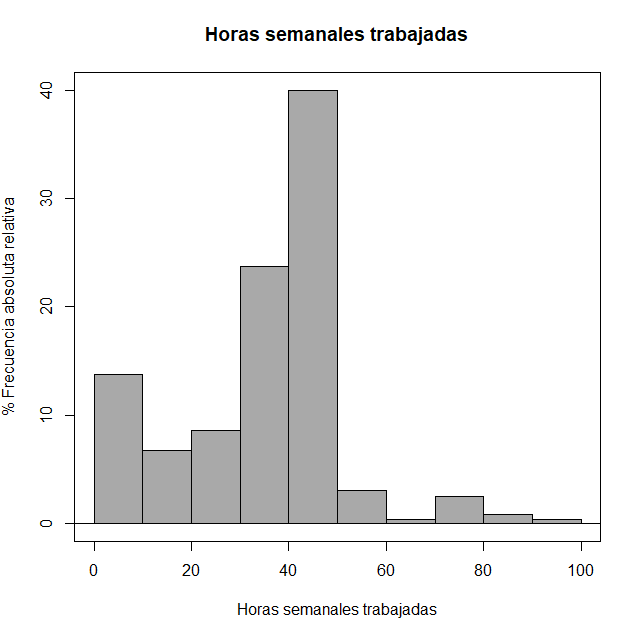 Horas semanales trabajadas
% Frecuencia absoluta relativa
40
30
20
10
0
0 20 40 60 80 100
Horas semanales trabajadas